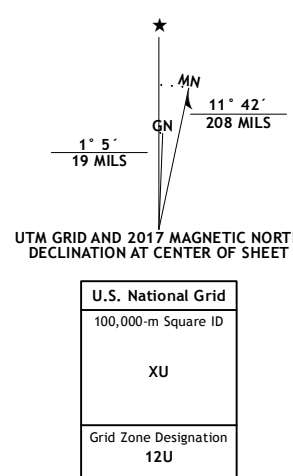 ★
MN
11° 42´
208 MILS
GN
1° 5´
19 MILS
UTM GRID AND 2017 MAGNETIC NORT
DECLINATION AT CENTER OF SHEET
U.S. National Grid
100,000-m Square ID
XU
Grid Zone Designation
12U